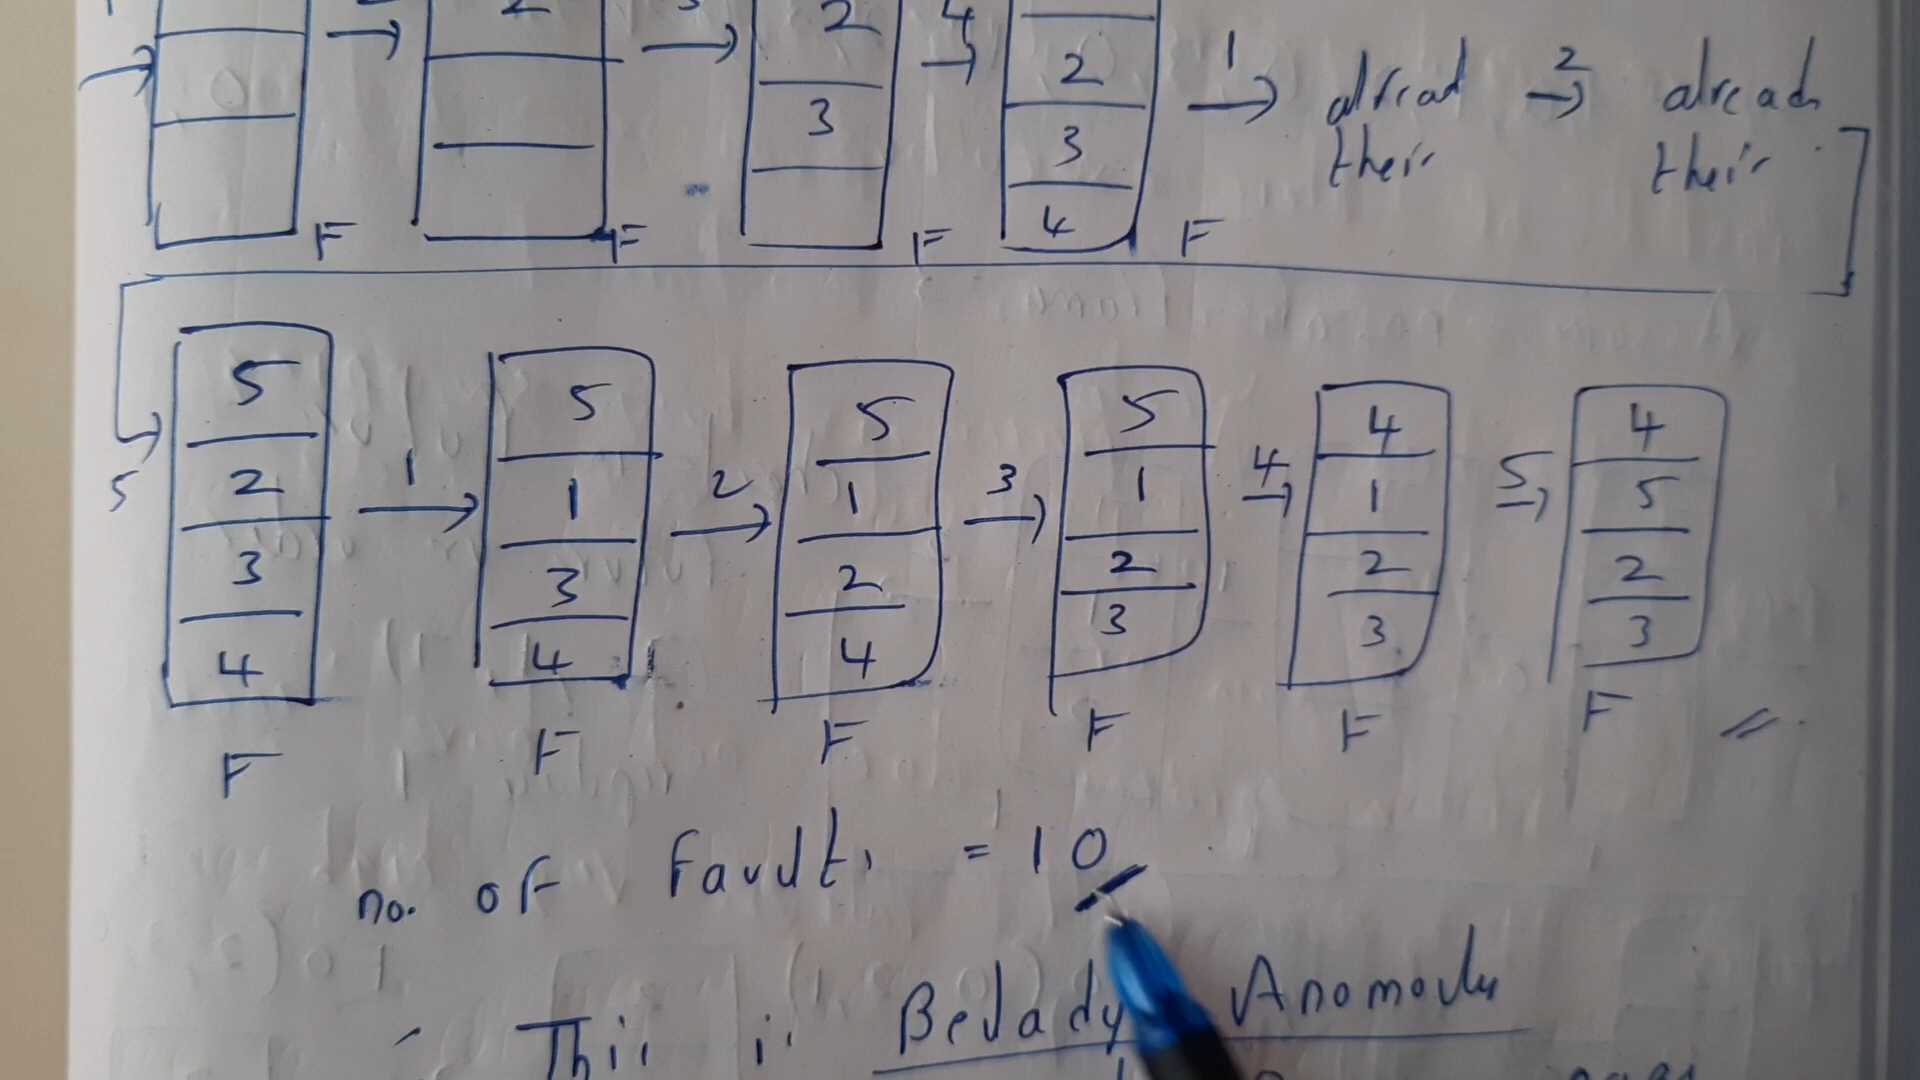 2 2 4
2 1 2
3 3 alread alread
4 their their
F F F F
5 5 5 5 4 4
5 2 1 1 2 1 3 1 4 1 5 5
3 3 2 2 2 2
4 4 4 3 3 3
F F F F F F
no. of Faults = 10
This is Belady Anomoly